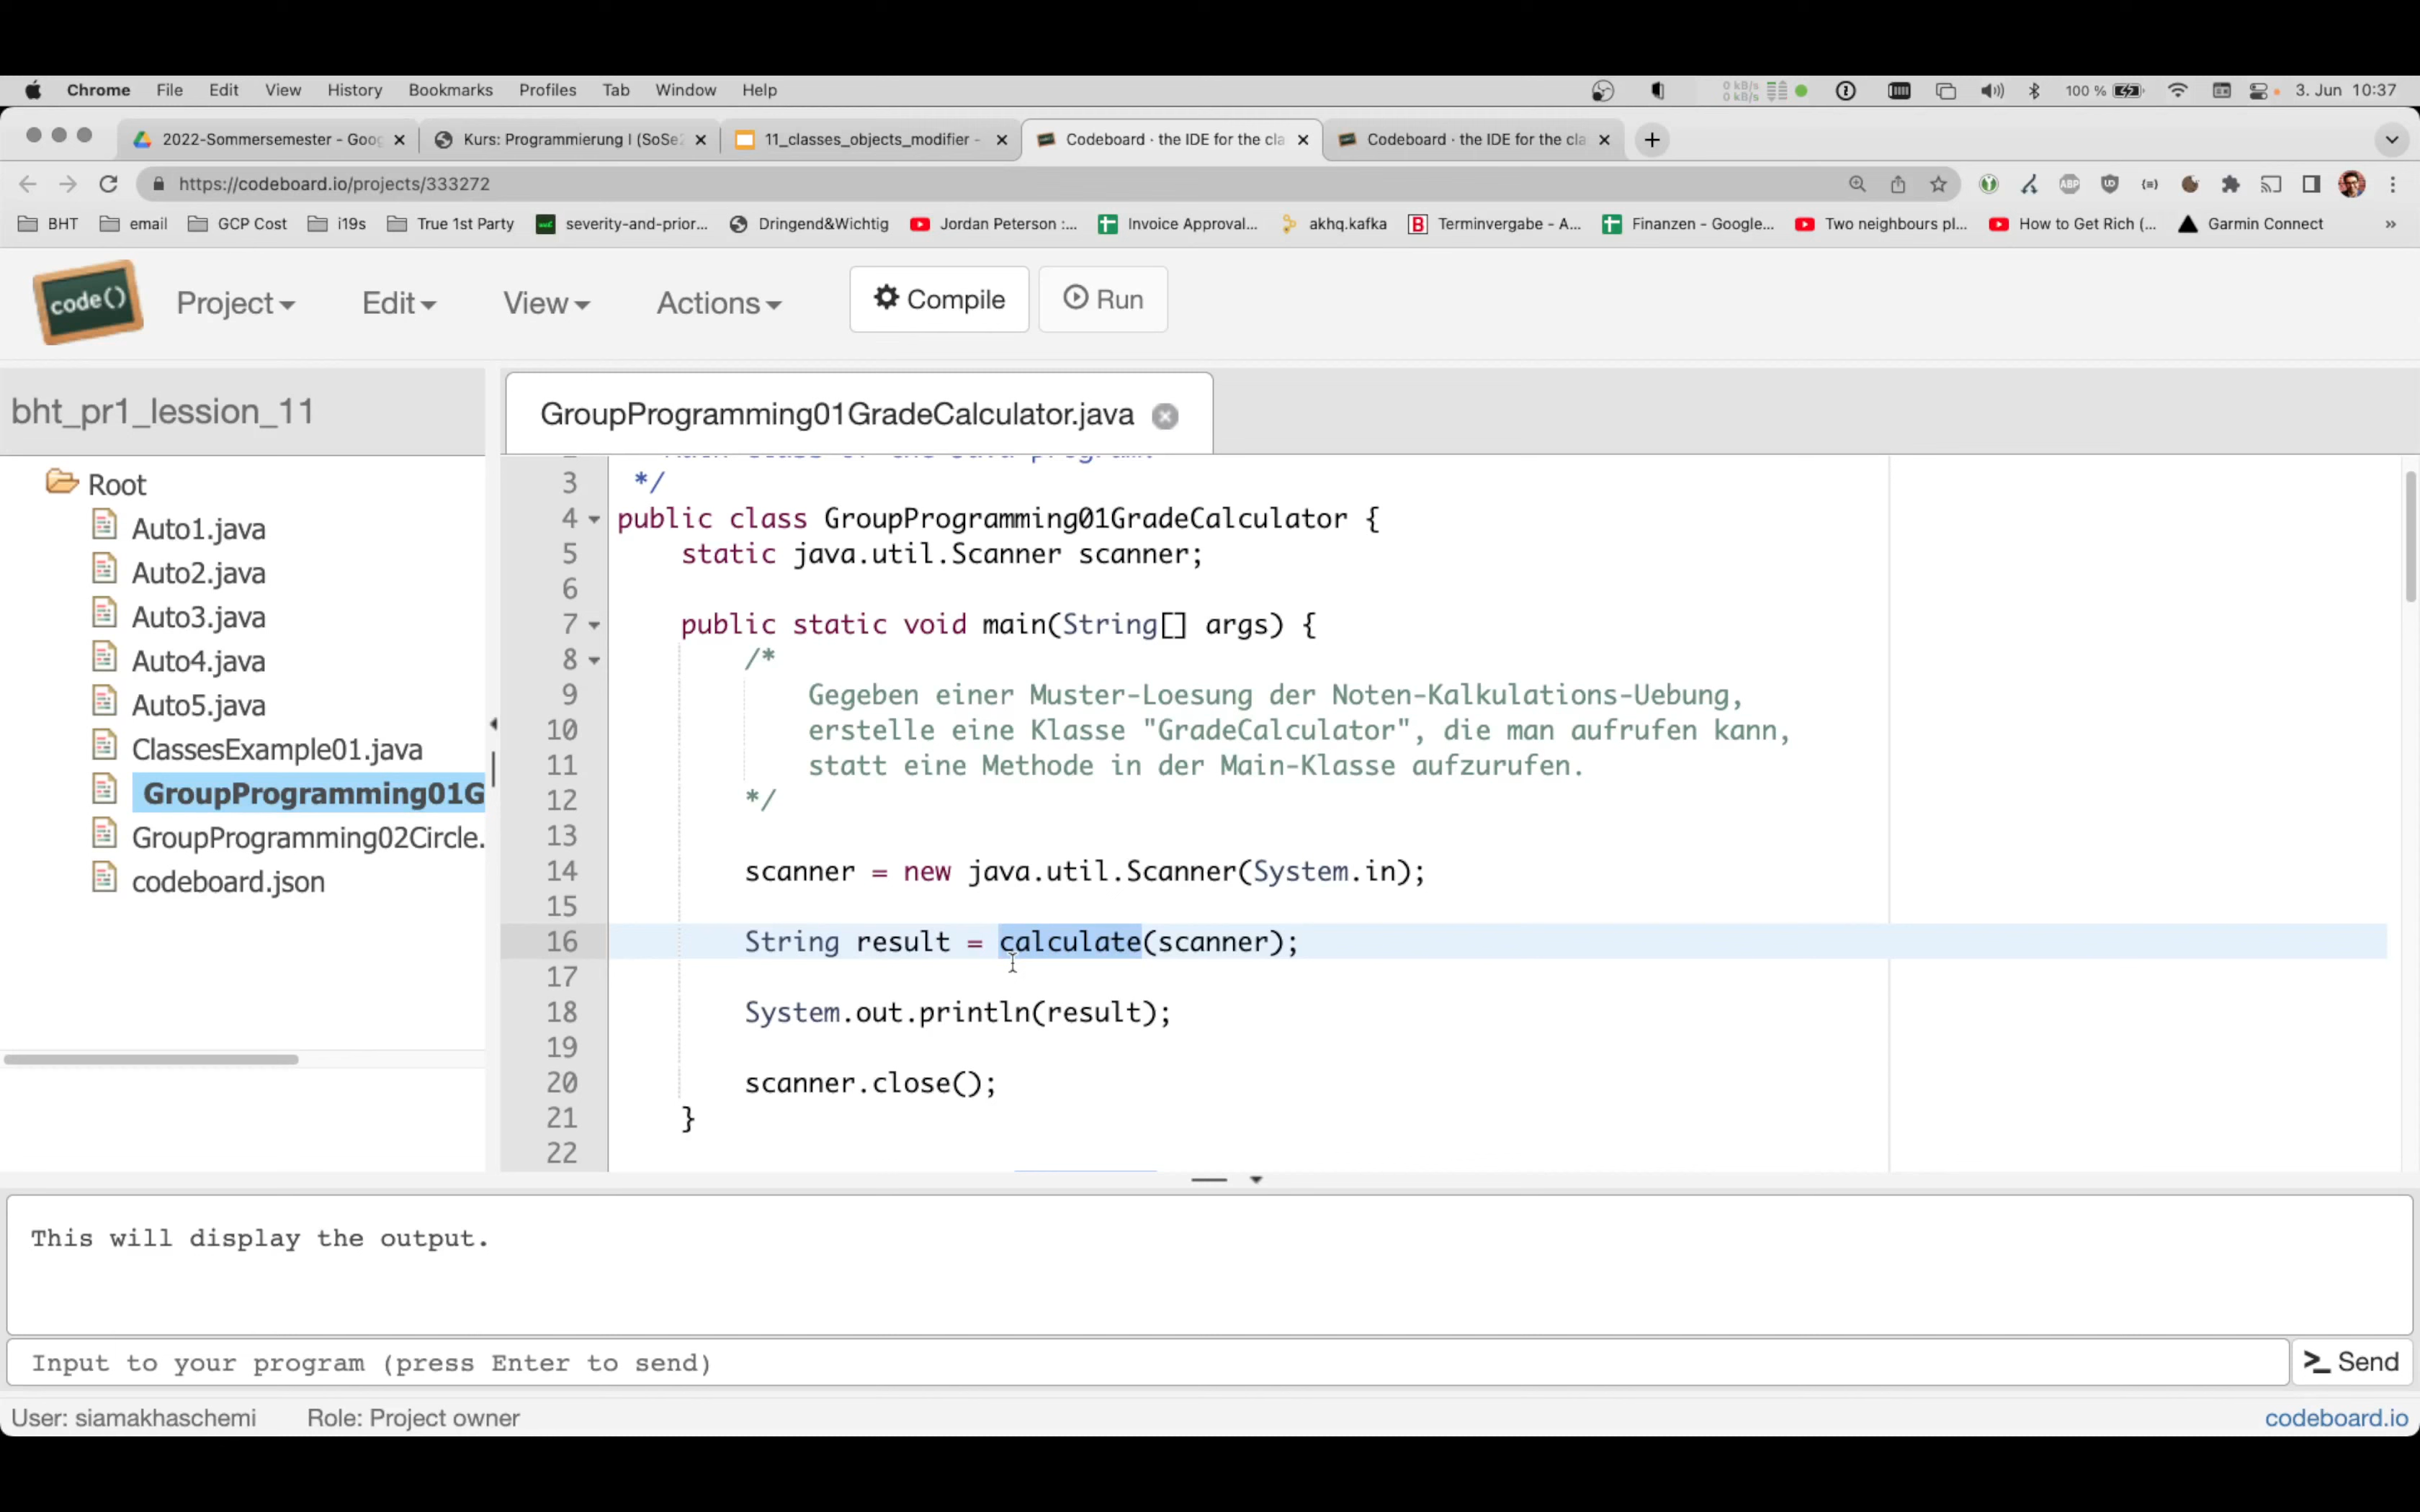 Chrome File Edit View History Bookmarks Profiles Tab Window Help 0 kB/s 0 kB/s 100 % 3. Jun 10:37
2022-Sommersemester – Goog Kurs: Programmierung I (SoSe2 11_classes_objects_modifier - Codeboard · the IDE for the cla Codeboard · the IDE for the cla
https://codeboard.io/projects/333272 ABP
BHT email GCP Cost i19s True 1st Party severity-and-prior... Dringend&Wichtig Jordan Peterson :... Invoice Approval... akhq.kafka Terminvergabe - A... Finanzen – Google... Two neighbours pl... How to Get Rich (... Garmin Connect »
code() Project Edit View Actions Compile Run
bht_pr1_lession_11
GroupProgramming01GradeCalculator.java
Root
Auto1.java
Auto2.java
Auto3.java
Auto4.java
Auto5.java
ClassesExample01.java
GroupProgramming01G
GroupProgramming02Circle.
codeboard.json
3 */
4 public class GroupProgramming01GradeCalculator {
5 static java.util.Scanner scanner;
6
7 public static void main(String[] args) {
8 /*
9 Gegeben einer Muster-Loesung der Noten-Kalkulations-Uebung,
10 erstelle eine Klasse "GradeCalculator", die man aufrufen kann,
11 statt eine Methode in der Main-Klasse aufzurufen.
12 */
13
14 scanner = new java.util.Scanner(System.in);
15
16 String result = calculate(scanner);
17
18 System.out.println(result);
19
20 scanner.close();
21 }
22
This will display the output.
Input to your program (press Enter to send) >_ Send
User: siamakhaschemi Role: Project owner codeboard.io